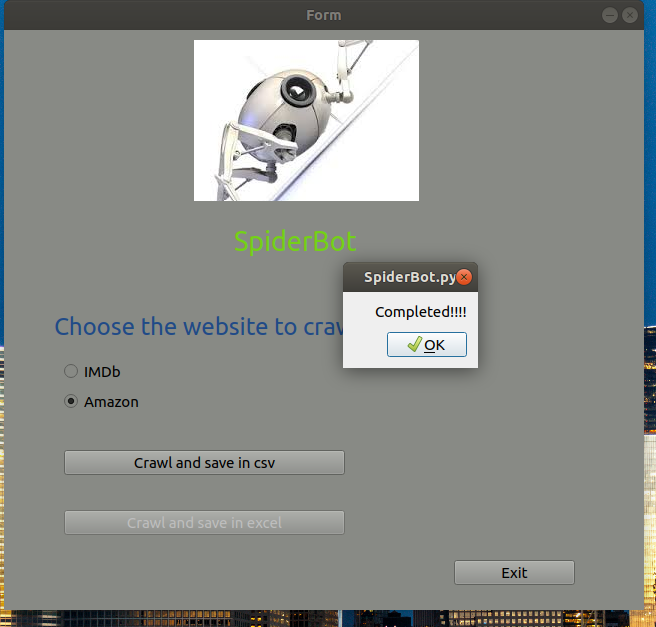 Form
SpiderBot
SpiderBot.py
Completed!!!!
OK
Choose the website to
IMDb
Amazon
Crawl and save in csv
Crawl and save in excel
Exit